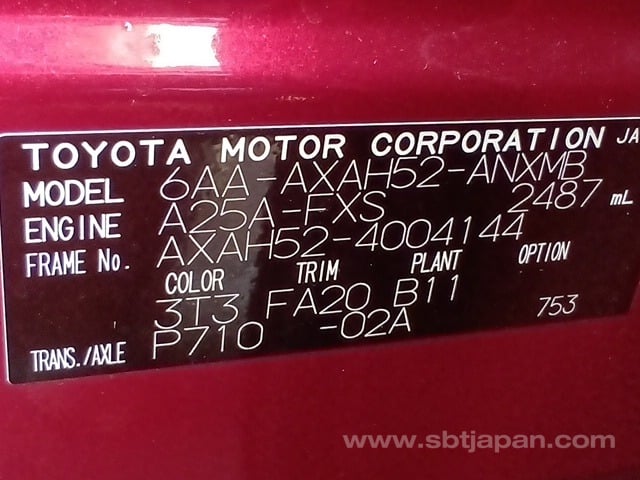 TOYOTA MOTOR CORPORATION JA
MODEL 6AA-AXAH52-ANXMB
ENGINE A25A-FXS 2487 mL
FRAME No. AXAH52-4004144
COLOR TRIM PLANT OPTION
3T3 FA20 B11 753
TRANS./AXLE P710 -02A
www.sbtjapan.com